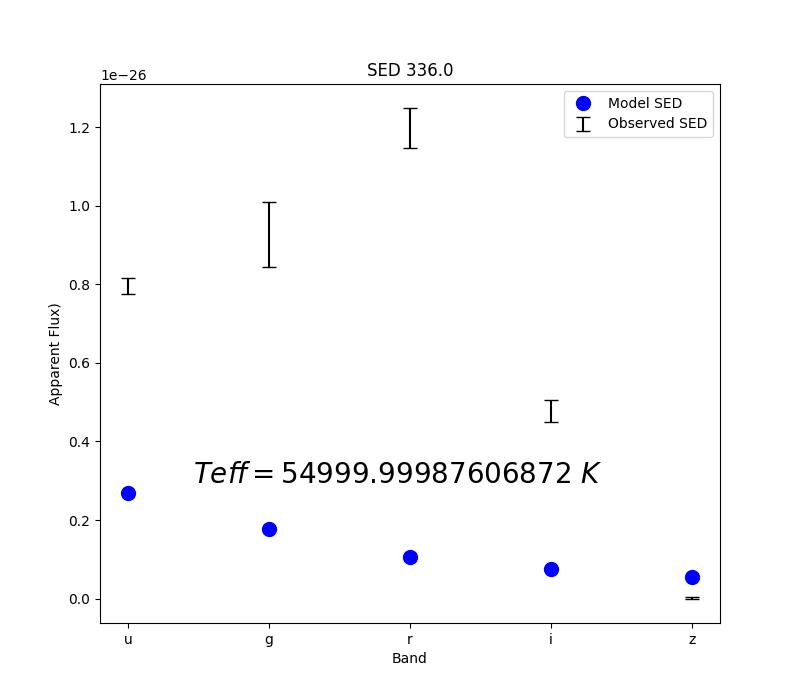 SED 336.0
1e−26
Model SED
Observed SED
1.2
1.0
0.8
0.6
0.4
0.2
0.0
Apparent Flux)
Teff = 54999.99987606872 K
u g r i z
Band